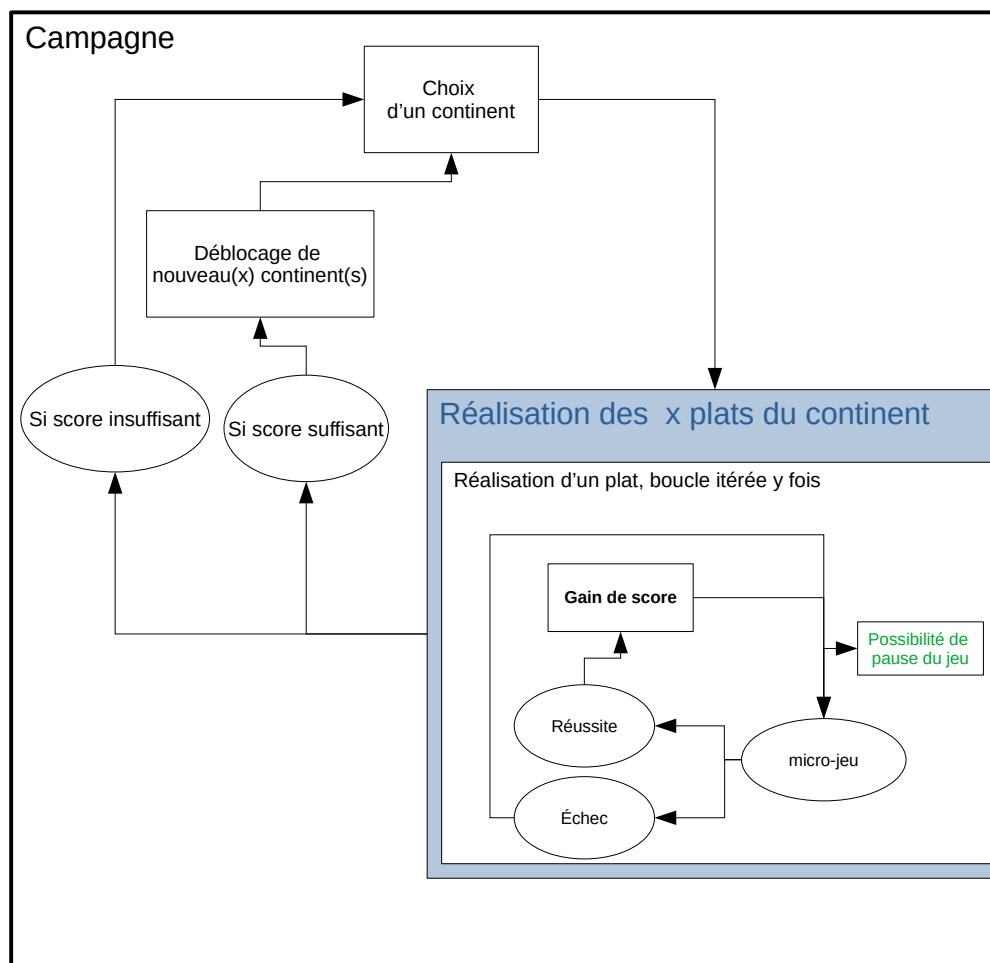 Campagne
Choix
d'un continent
Déblocage de
nouveau(x) continent(s)
Si score insuffisant
Si score suffisant
Réalisation des  x plats du continent
Réalisation d'un plat, boucle itérée y fois
Gain de score
Possibilité de
pause du jeu
Réussite
micro-jeu
Échec